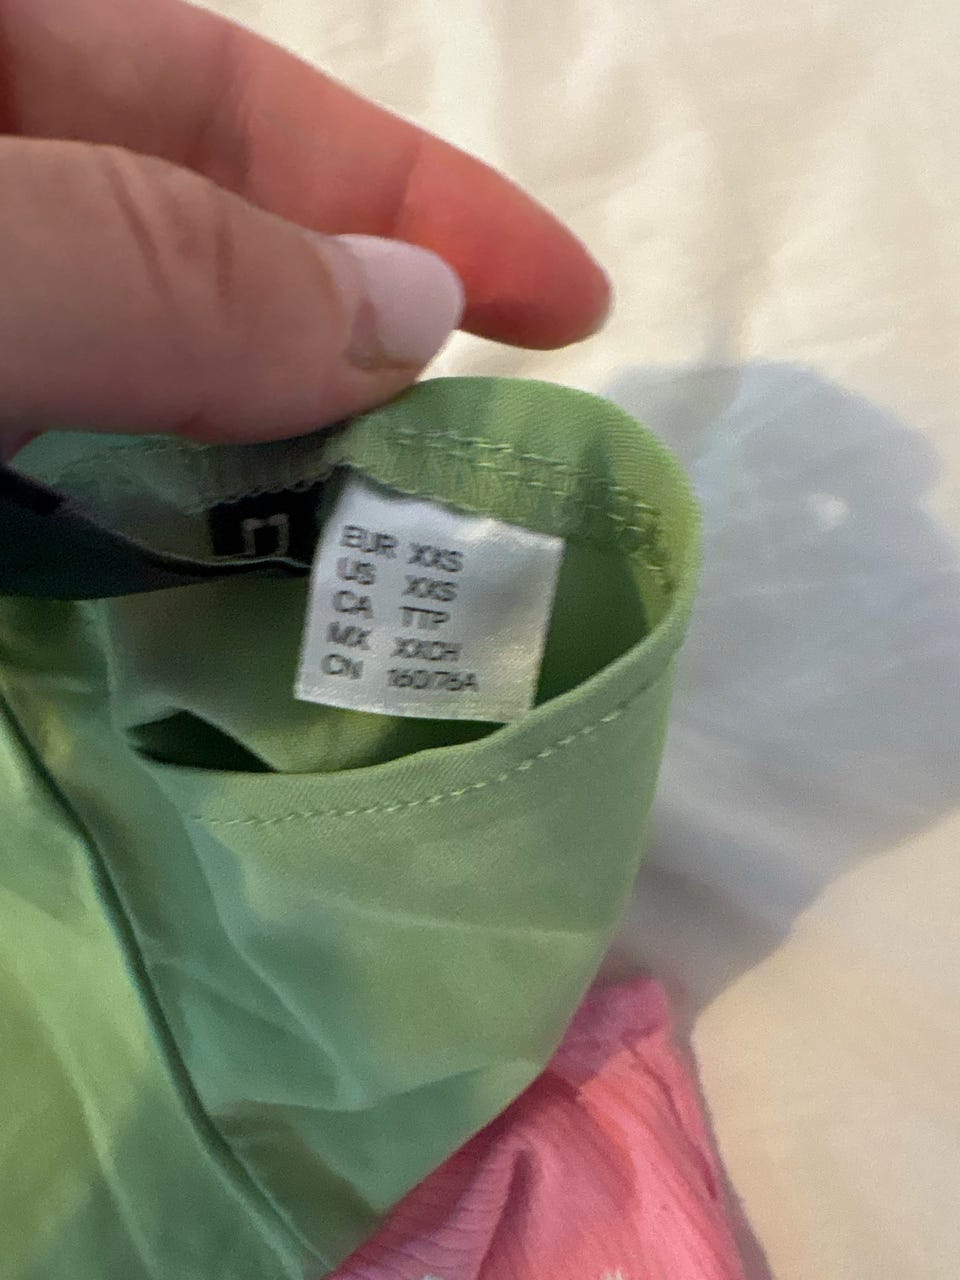 EUR XXS
US XXS
CA TTP
MX XXCH
CN 160/76A